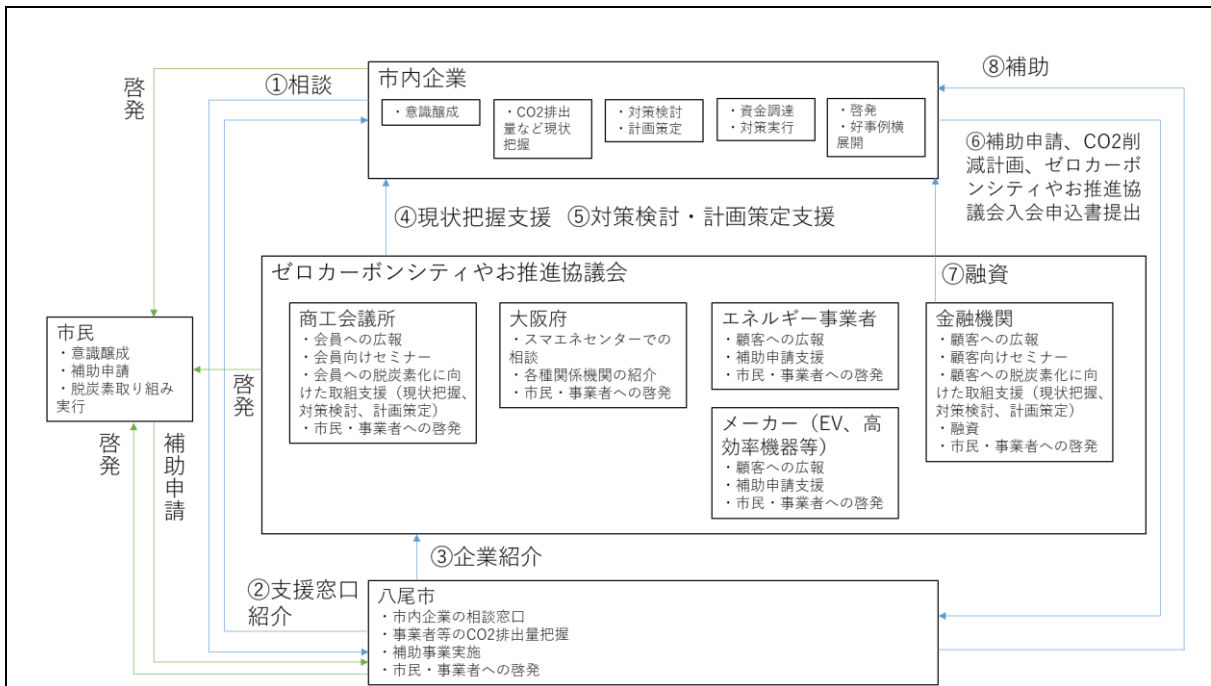 啓発
①相談
市内企業
・意識醸成
・CO2排出
量など現状
把握
・対策検討
・計画策定
・資金調達
・対策実行
・啓発
・好事例横
展開
⑧補助
⑥補助申請、CO2削
減計画、ゼロカーボ
ンシティやお推進協
議会入会申込書提出
④現状把握支援
⑤対策検討・計画策定支援
⑦融資
ゼロカーボンシティやお推進協議会
商工会議所
・会員への広報
・会員向けセミナー
・会員への脱炭素化に向
けた取組支援（現状把握、
対策検討、計画策定）
・市民・事業者への啓発
大阪府
・スマエネセンターでの
相談
・各種関係機関の紹介
・市民・事業者への啓発
エネルギー事業者
・顧客への広報
・補助申請支援
・市民・事業者への啓発
メーカー（EV、高
効率機器等）
・顧客への広報
・補助申請支援
・市民・事業者への啓発
金融機関
・顧客への広報
・顧客向けセミナー
・顧客への脱炭素化に向
けた取組支援（現状把握、
対策検討、計画策定）
・融資
・市民・事業者への啓発
市民
・意識醸成
・補助申請
・脱炭素取り組み
実行
啓発
啓発
補助申請
③企業紹介
②支援窓口
紹介
八尾市
・市内企業の相談窓口
・事業者等のCO2排出量把握
・補助事業実施
・市民・事業者への啓発